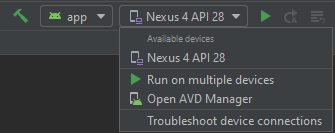 app
Nexus 4 API 28
Available devices
Nexus 4 API 28
Run on multiple devices
Open AVD Manager
Troubleshoot device connections